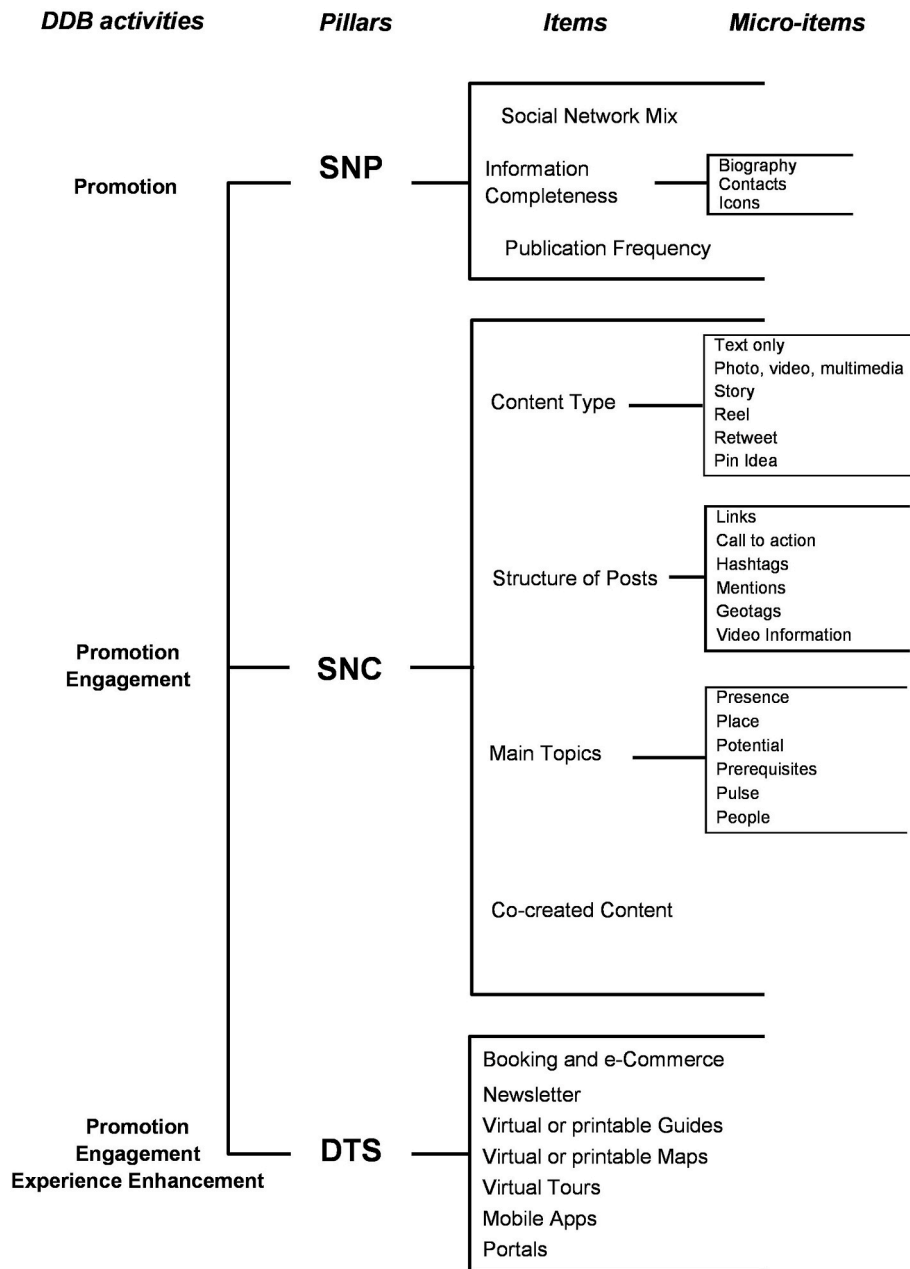 DDB activities Pillars Items Micro-items
Promotion
SNP
Social Network Mix
Information
Completeness
Biography
Contacts
Icons
Publication Frequency
Promotion
Engagement
SNC
Content Type
Text only
Photo, video, multimedia
Story
Reel
Retweet
Pin Idea
Structure of Posts
Links
Call to action
Hashtags
Mentions
Geotags
Video Information
Main Topics
Presence
Place
Potential
Prerequisites
Pulse
People
Co-created Content
Promotion
Engagement
Experience Enhancement
DTS
Booking and e-Commerce
Newsletter
Virtual or printable Guides
Virtual or printable Maps
Virtual Tours
Mobile Apps
Portals